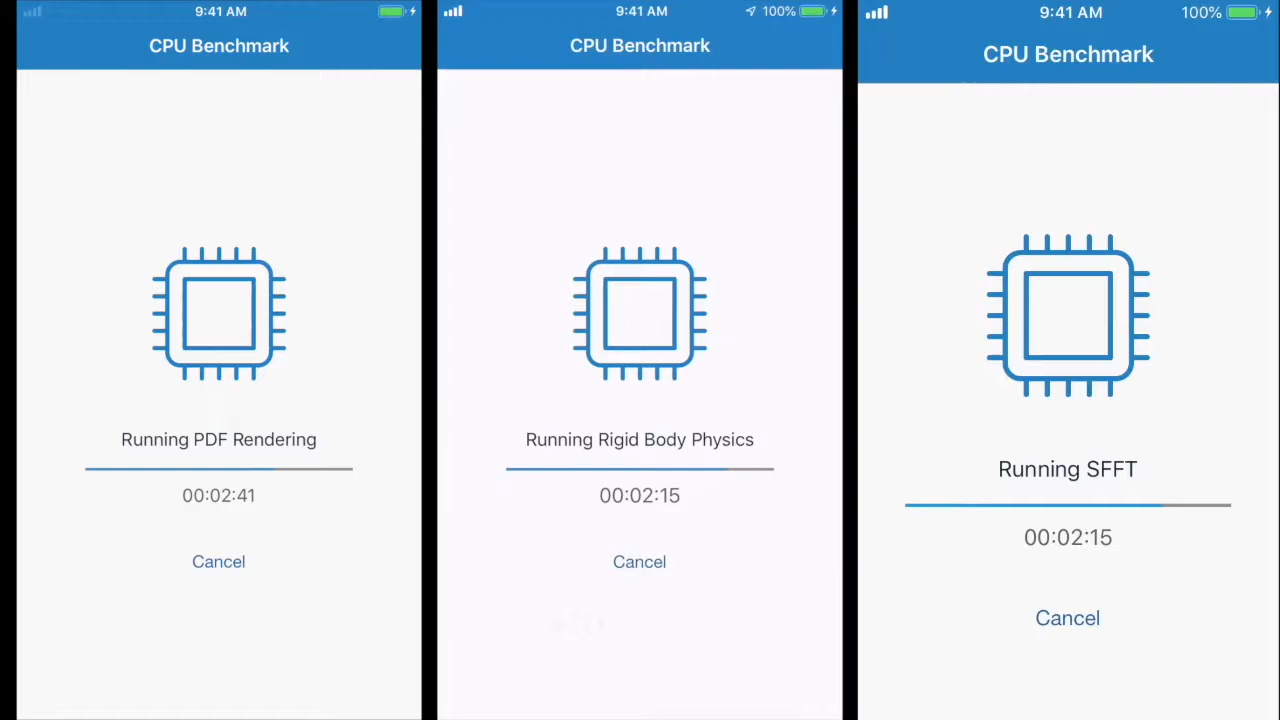 9:41 AM
CPU Benchmark
Running PDF Rendering
00:02:41
Cancel
9:41 AM
100%
CPU Benchmark
Running Rigid Body Physics
00:02:15
Cancel
9:41 AM
100%
CPU Benchmark
Running SFFT
00:02:15
Cancel